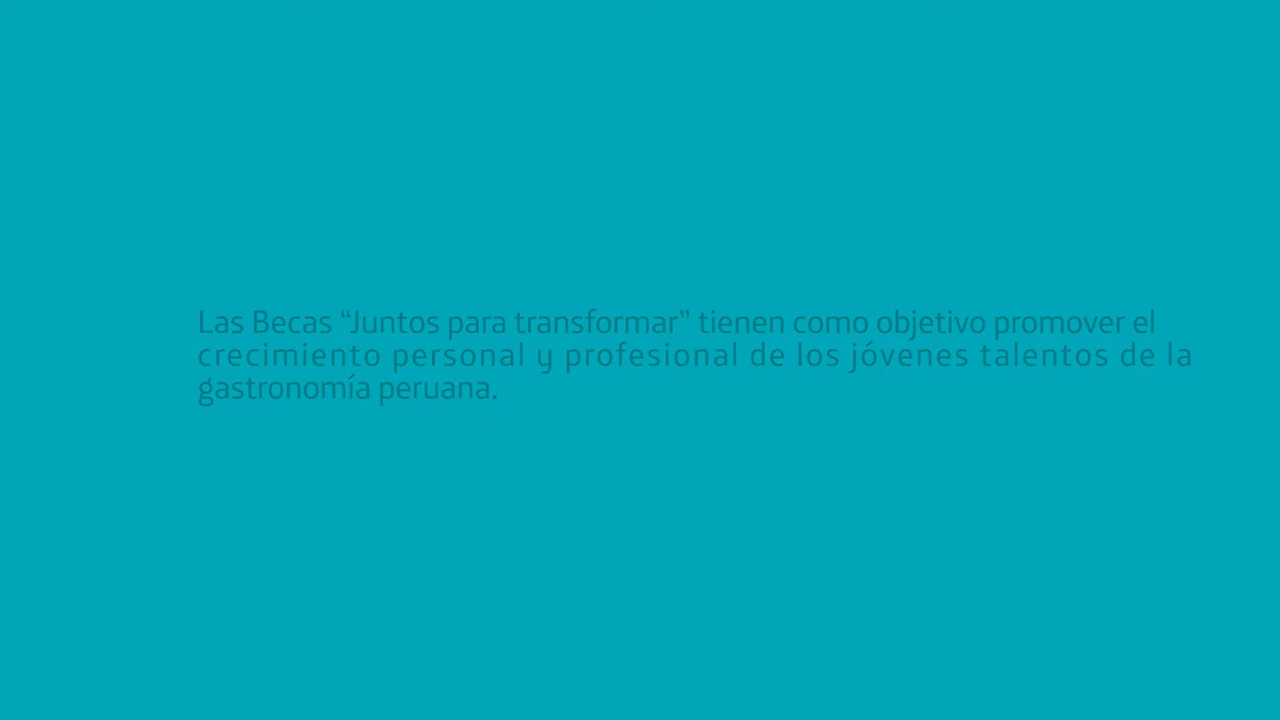 Las Becas “Juntos para transformar” tienen como objetivo promover el
crecimiento personal y profesional de los jóvenes talentos de la
gastronomía peruana.